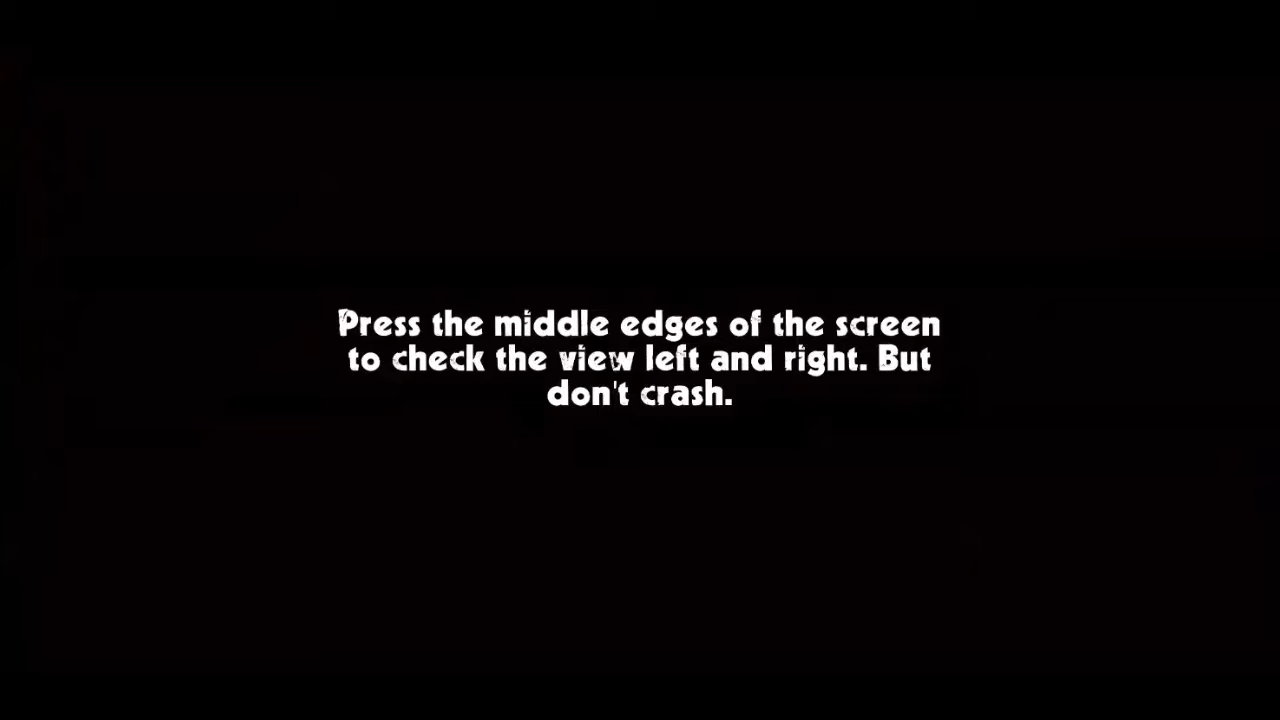 Press the middle edges of the screen
to check the view left and right. But
don't crash.